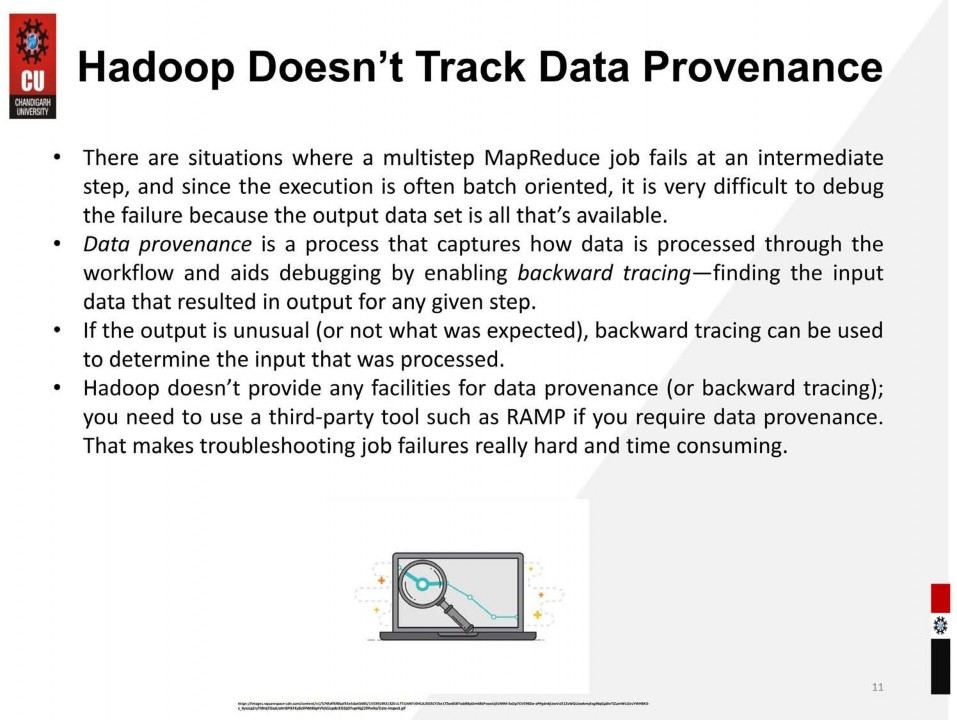 CU
CHANDIGARH
UNIVERSITY
Hadoop Doesn’t Track Data Provenance
• There are situations where a multistep MapReduce job fails at an intermediate
step, and since the execution is often batch oriented, it is very difficult to debug
the failure because the output data set is all that’s available.
• Data provenance is a process that captures how data is processed through the
workflow and aids debugging by enabling backward tracing—finding the input
data that resulted in output for any given step.
• If the output is unusual (or not what was expected), backward tracing can be used
to determine the input that was processed.
• Hadoop doesn’t provide any facilities for data provenance (or backward tracing);
you need to use a third-party tool such as RAMP if you require data provenance.
That makes troubleshooting job failures really hard and time consuming.
11